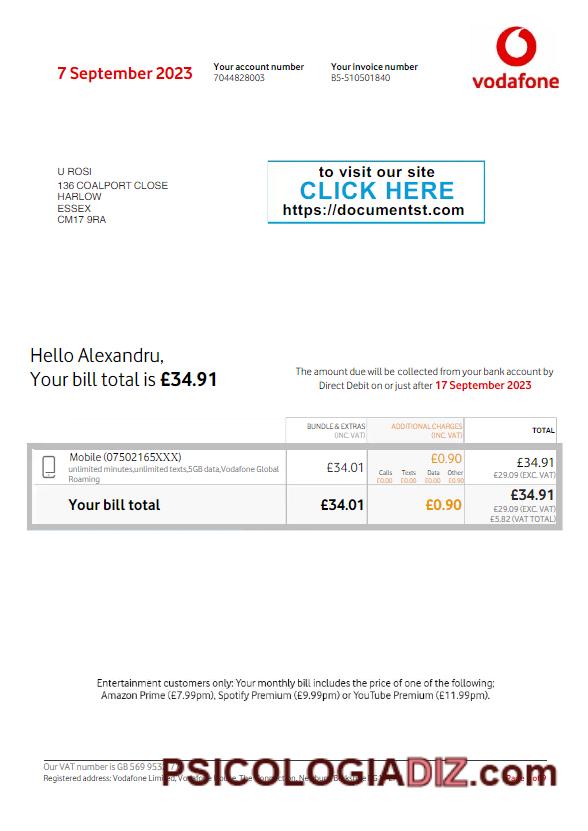 7 September 2023
Your account number
7044828003
Your invoice number
B5-510501840
vodafone
U ROSI
136 COALPORT CLOSE
HARLOW
ESSEX
CM17 9RA
to visit our site
CLICK HERE
https://documentst.com
Hello Alexandru,
Your bill total is £34.91
The amount due will be collected from your bank account by
Direct Debit on or just after 17 September 2023
BUNDLE & EXTRAS ADDITIONAL CHARGES TOTAL
(INC. VAT) (INC. VAT)
Mobile (07502165XXX) £34.01 £0.90 £34.91
unlimited minutes,unlimited texts,5GB data,Vodafone Global
Roaming
Calls Texts Data Other
£0.00 £0.00 £0.00 £0.90
£29.09 (EXC. VAT)
Your bill total £34.01 £0.90 £34.91
£29.09 (EXC. VAT)
£5.82 (VAT TOTAL)
Entertainment customers only: Your monthly bill includes the price of one of the following;
Amazon Prime (£7.99pm), Spotify Premium (£9.99pm) or YouTube Premium (£11.99pm).
Our VAT number is GB 569
Registered address: Vodafone
PSICOLOGIADIZ.com